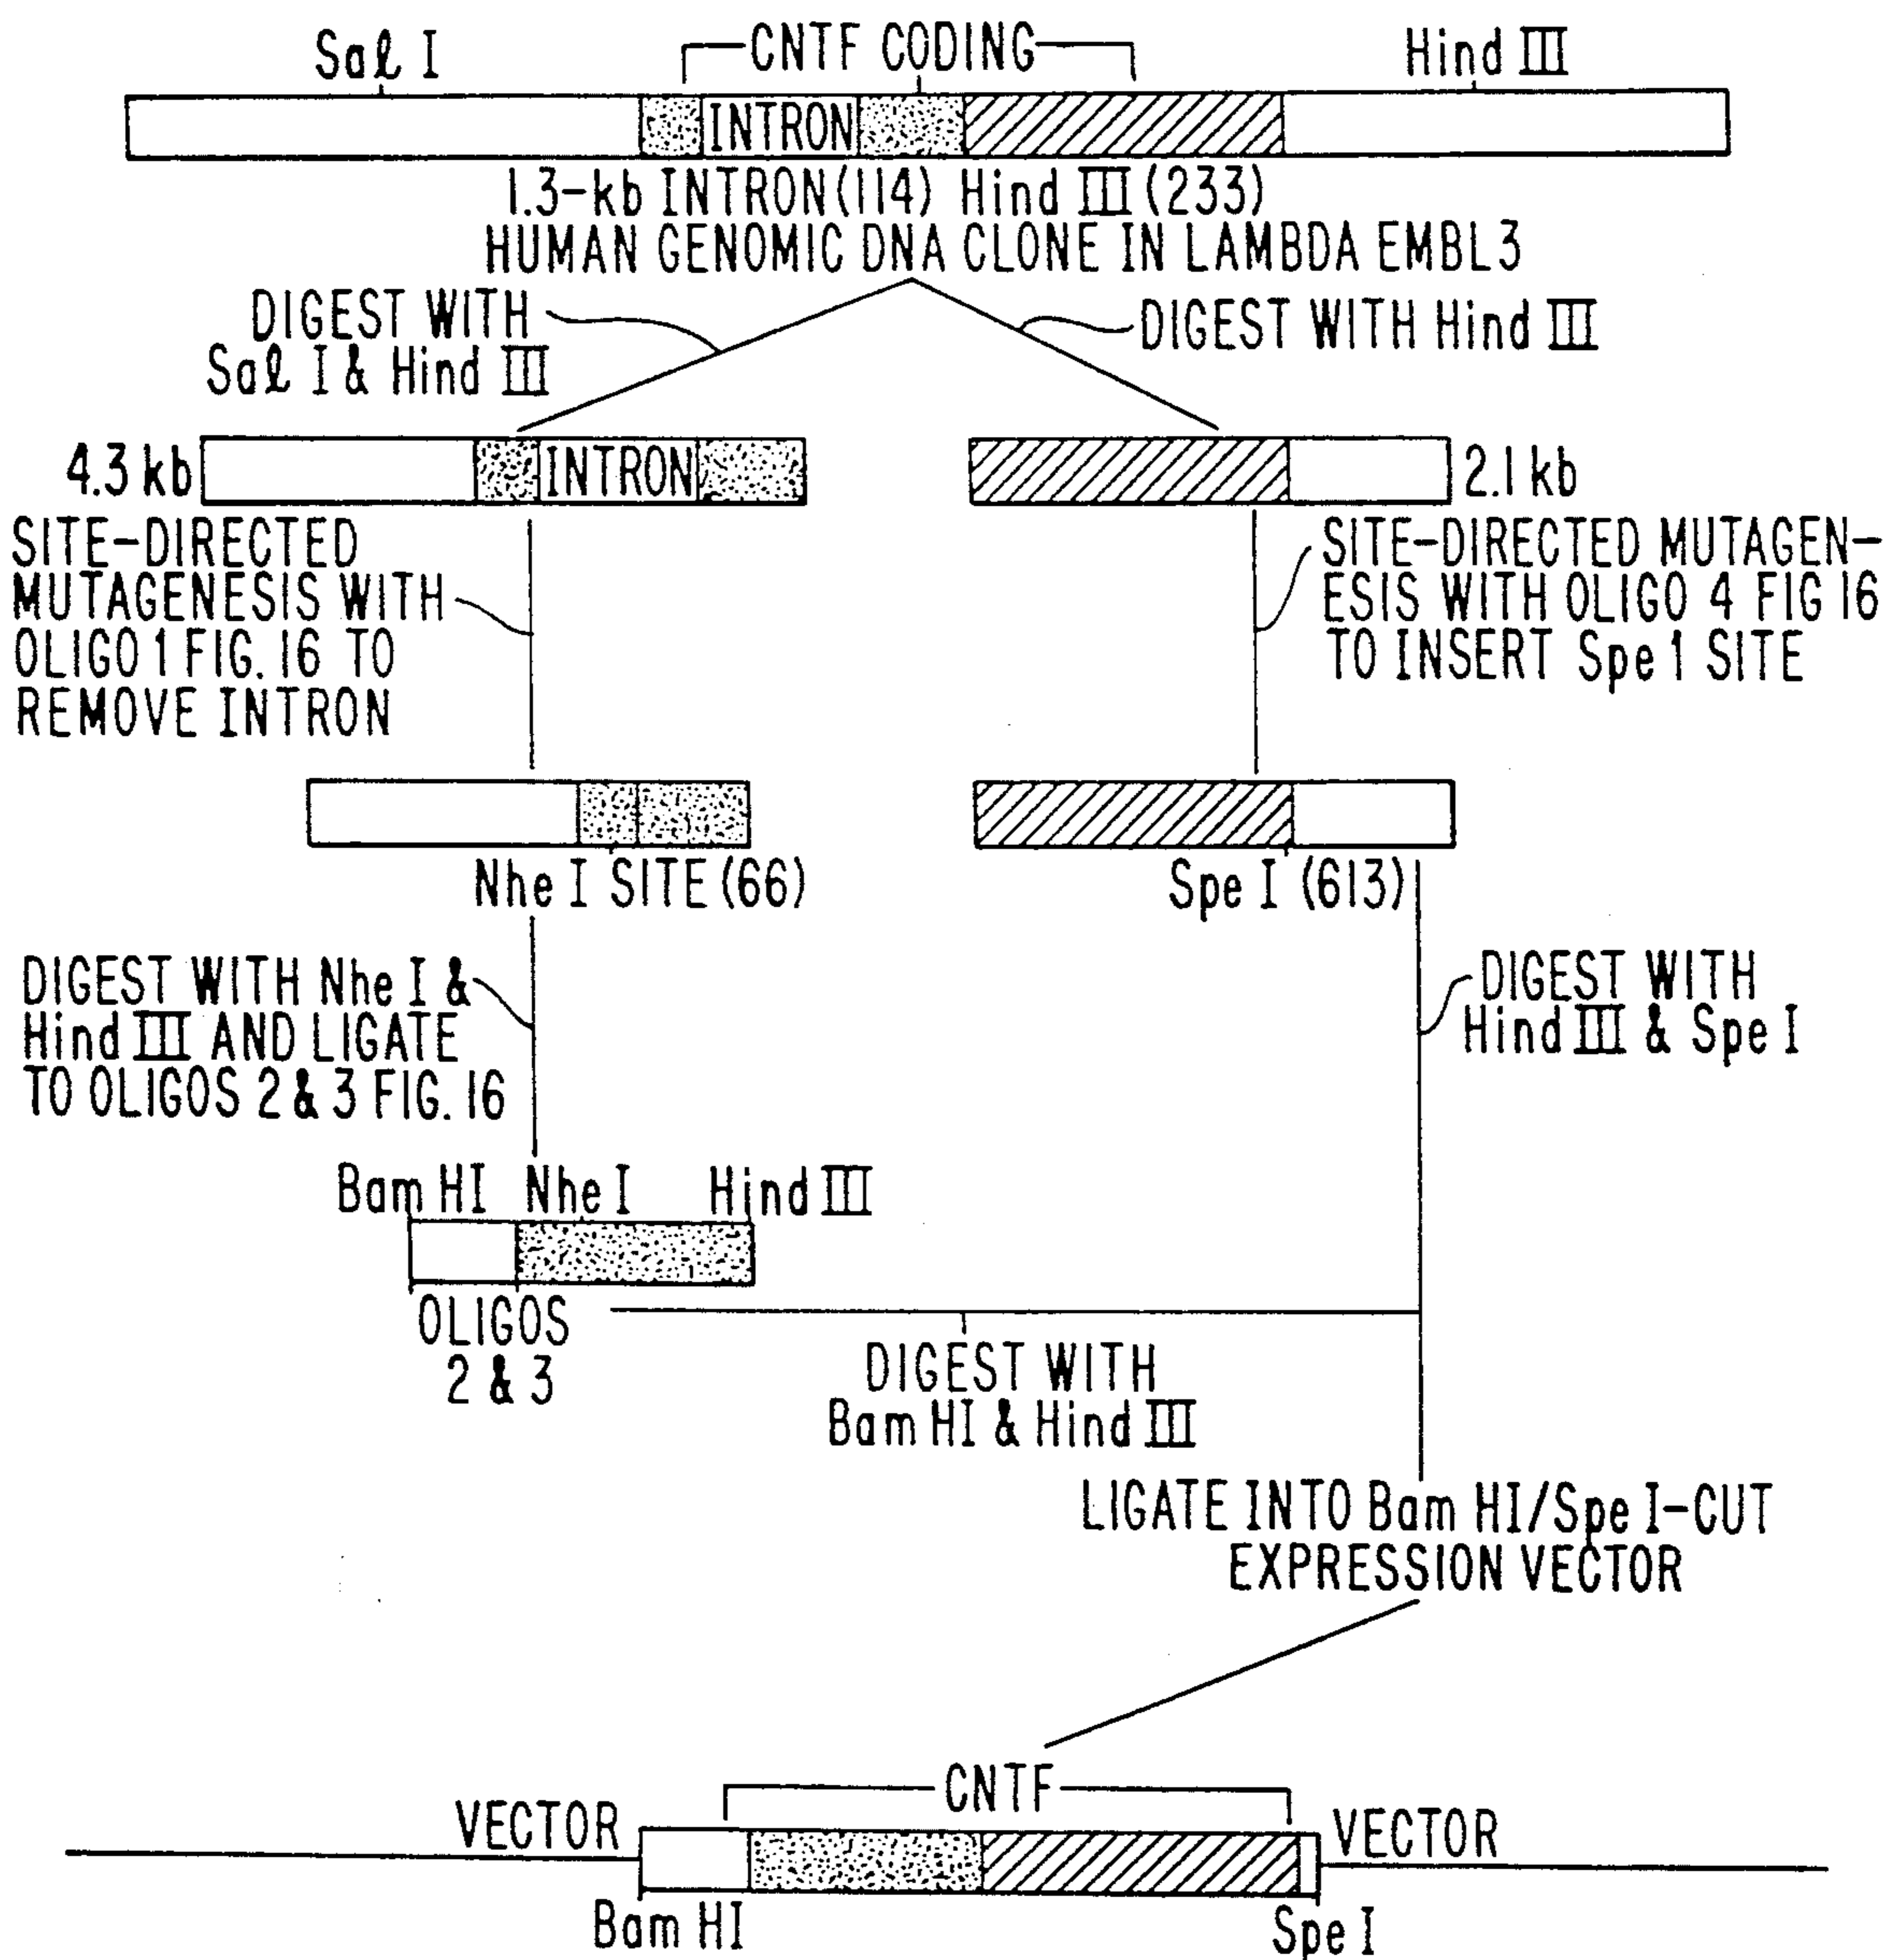 Sal I
CNTF CODING
Hind III
INTRON
1.3-kb INTRON (114) Hind III (233)
HUMAN GENOMIC DNA CLONE IN LAMBDA EMBL3
DIGEST WITH
Sal I & Hind III
DIGEST WITH Hind III
4.3 kb
INTRON
2.1 kb
SITE-DIRECTED
MUTAGENESIS WITH
OLIGO 1 FIG. 16 TO
REMOVE INTRON
SITE-DIRECTED MUTAGEN-
ESIS WITH OLIGO 4 FIG 16
TO INSERT Spe 1 SITE
Nhe I SITE (66)
Spe I (613)
DIGEST WITH Nhe I &
Hind III AND LIGATE
TO OLIGOS 2 & 3 FIG. 16
DIGEST WITH
Hind III & Spe I
Bam HI Nhe I Hind III
OLIGOS
2 & 3
DIGEST WITH
Bam HI & Hind III
LIGATE INTO Bam HI/Spe I-CUT
EXPRESSION VECTOR
CNTF
VECTOR
VECTOR
Bam HI
Spe I